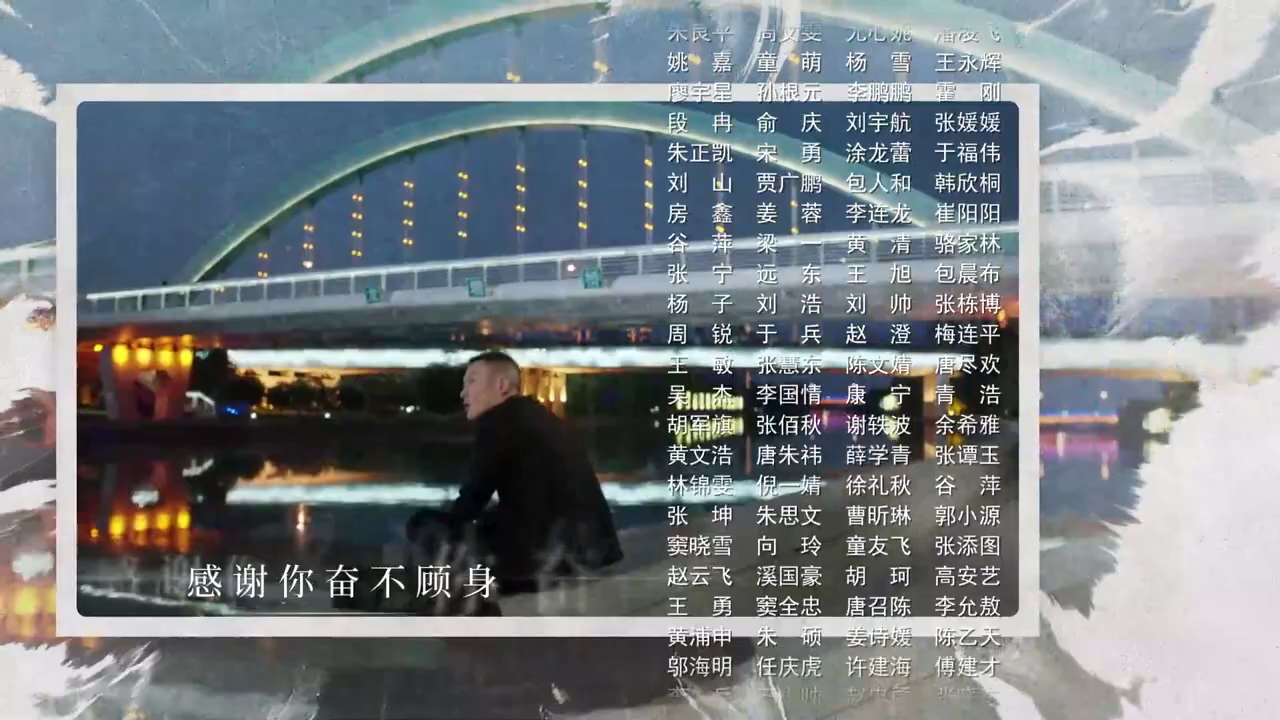 姚　嘉　童　萌　杨　雪　王永辉
廖宇星　孙根元　李鹏鹏　霍　刚
段　冉　俞　庆　刘宇航　张媛媛
朱正凯　宋　勇　涂龙蕾　于福伟
刘　山　贾广鹏　包人和　韩欣桐
房　鑫　姜　蓉　李连龙　崔阳阳
谷　萍　梁　一　黄　清　骆家林
张　宁　远　东　王　旭　包晨布
杨　子　刘　浩　刘　帅　张栋博
周　锐　于　兵　赵　澄　梅连平
王　敏　张慧东　陈文婧　唐尽欢
吴　杰　李国情　康　宁　青　浩
胡军旗　张佰秋　谢轶波　余希雅
黄文浩　唐朱祎　薛学青　张谭玉
林锦雯　倪一婧　徐礼秋　谷　萍
张　坤　朱思文　曹昕琳　郭小源
窦晓雪　向　玲　童友飞　张添图
赵云飞　溪国豪　胡　珂　高安艺
王　勇　窦全忠　唐召陈　李允敖
黄浦申　朱　硕　姜诗媛　陈乙天
邬海明　任庆虎　许建海　傅建才
感谢你奋不顾身